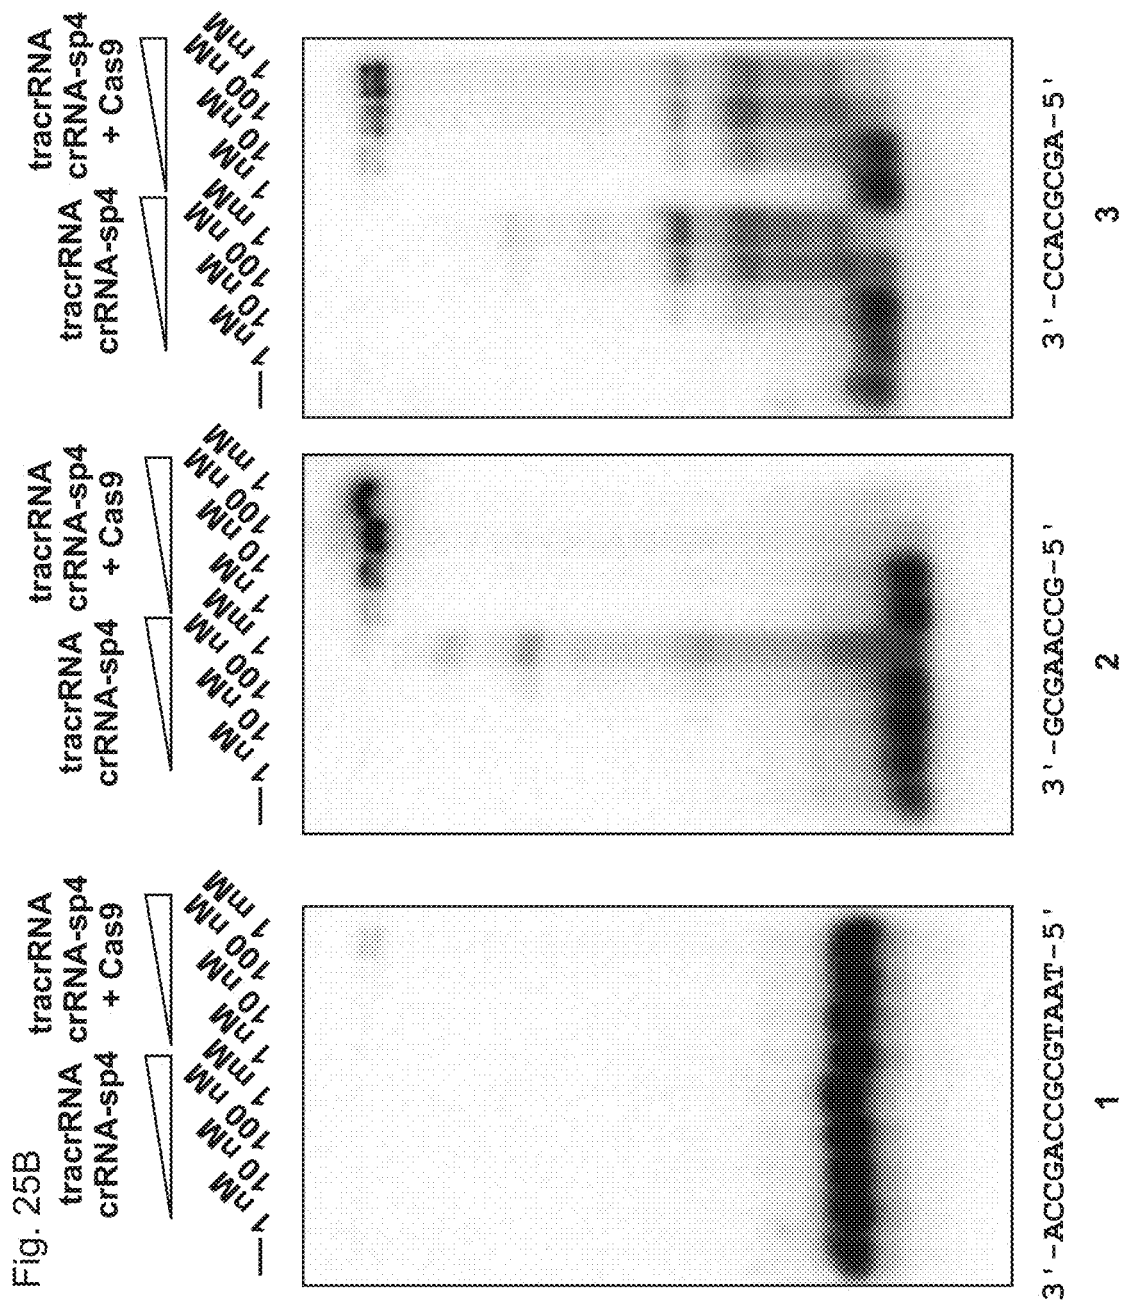 Fig. 25B
tracrRNA
crRNA-sp4
tracrRNA
crRNA-sp4
+ Cas9
— 1 nM 10 nM 100 nM 1 mM 1 nM 10 nM 100 nM 1 mM
3'-ACCGACCGCGTAAT-5'
1
tracrRNA
crRNA-sp4
tracrRNA
crRNA-sp4
+ Cas9
— 1 nM 10 nM 100 nM 1 mM 1 nM 10 nM 100 nM 1 mM
3'-GCGAACCG-5'
2
tracrRNA
crRNA-sp4
tracrRNA
crRNA-sp4
+ Cas9
— 1 nM 10 nM 100 nM 1 mM 1 nM 10 nM 100 nM 1 mM
3'-CCACGCGA-5'
3